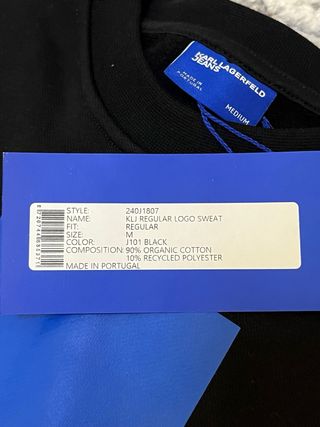 KARL LAGERFELD
JEANS
MADE IN
PORTUGAL
MEDIUM
STYLE: 240J1807
NAME: KLJ REGULAR LOGO SWEAT
FIT: REGULAR
SIZE: M
COLOR: J101 BLACK
COMPOSITION: 90% ORGANIC COTTON
10% RECYCLED POLYESTER
MADE IN PORTUGAL